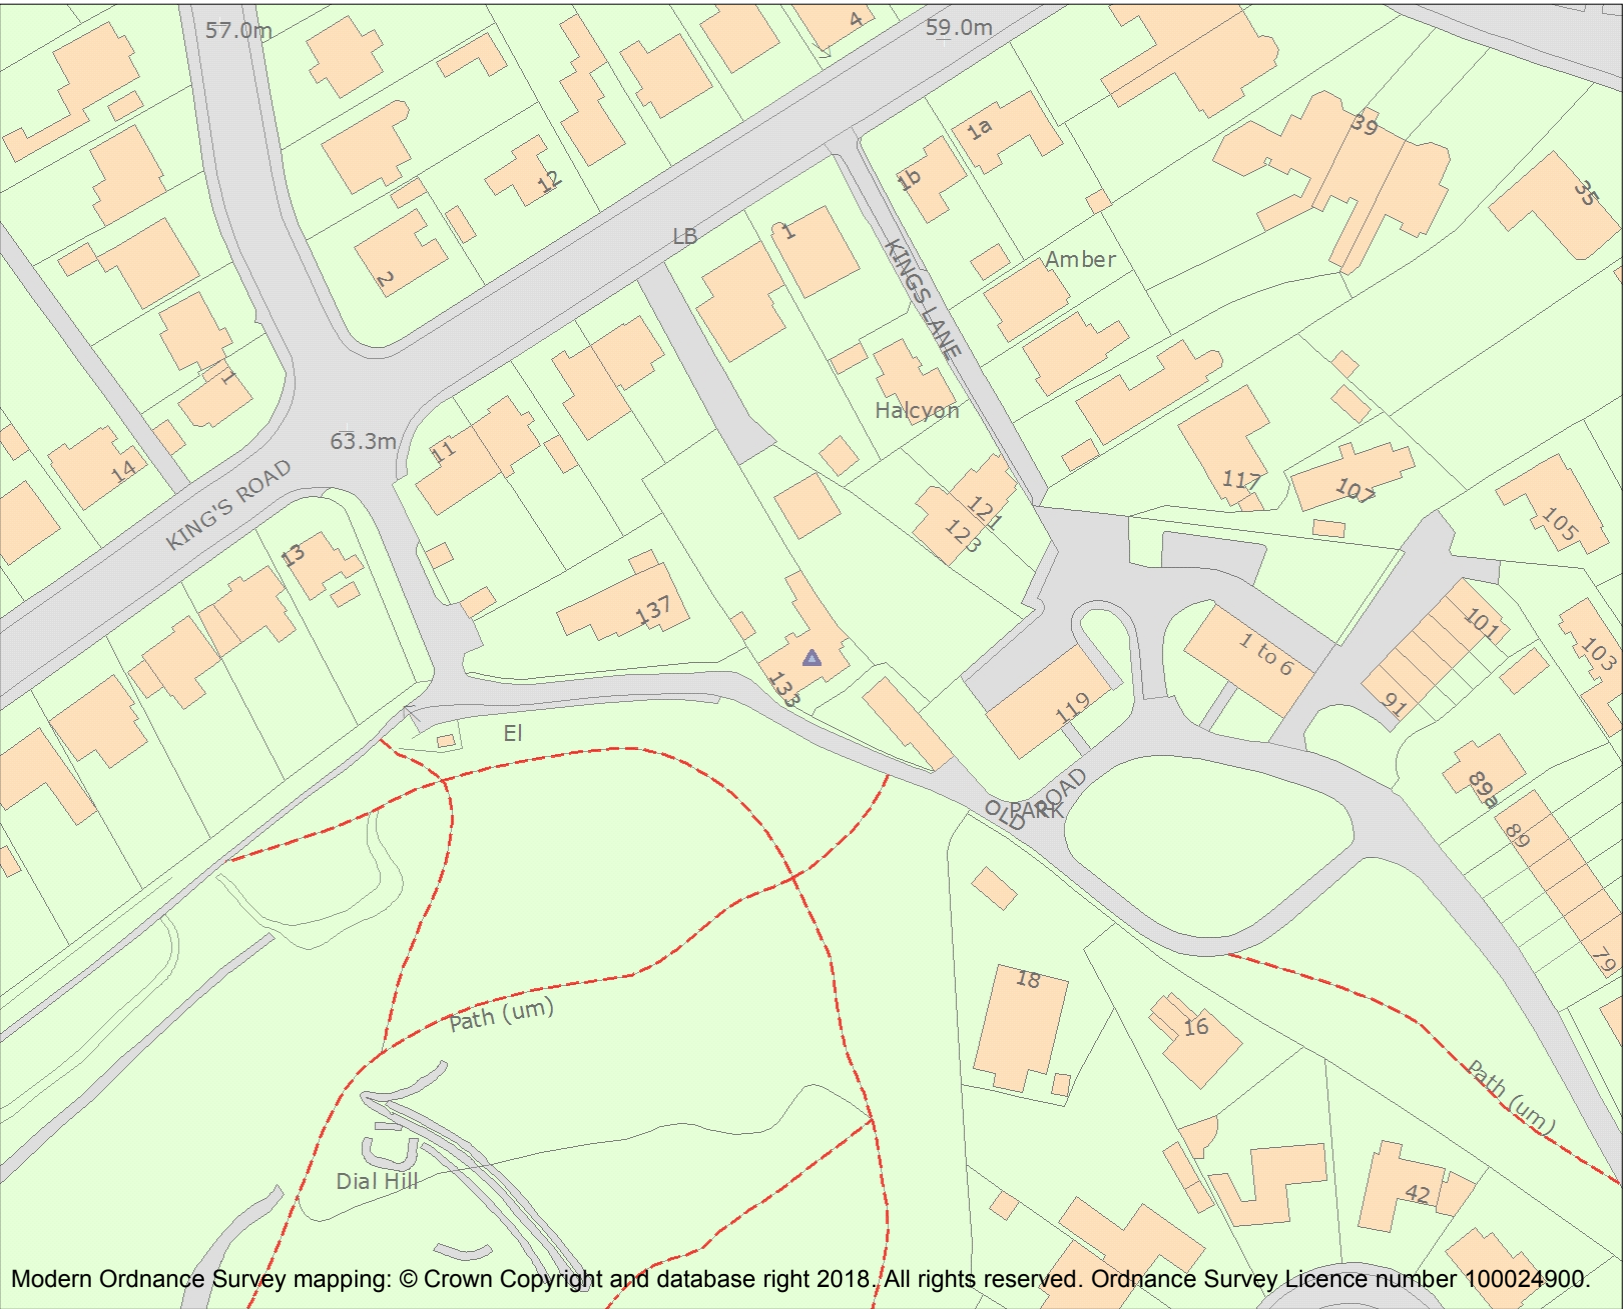 57.0m
59.0m
4
1a
39
12
1b
35
LB
1
2
Amber
KINGS LANE
1
Halcyon
63.3m
11
14
117
107
KING'S ROAD
121
123
105
13
137
101
103
1 to 6
133
119
91
El
OLD PARK ROAD
89a
89
79
18
Path (um)
16
Path (um)
Dial Hill
42
Modern Ordnance Survey mapping: © Crown Copyright and database right 2018. All rights reserved. Ordnance Survey Licence number 100024900.